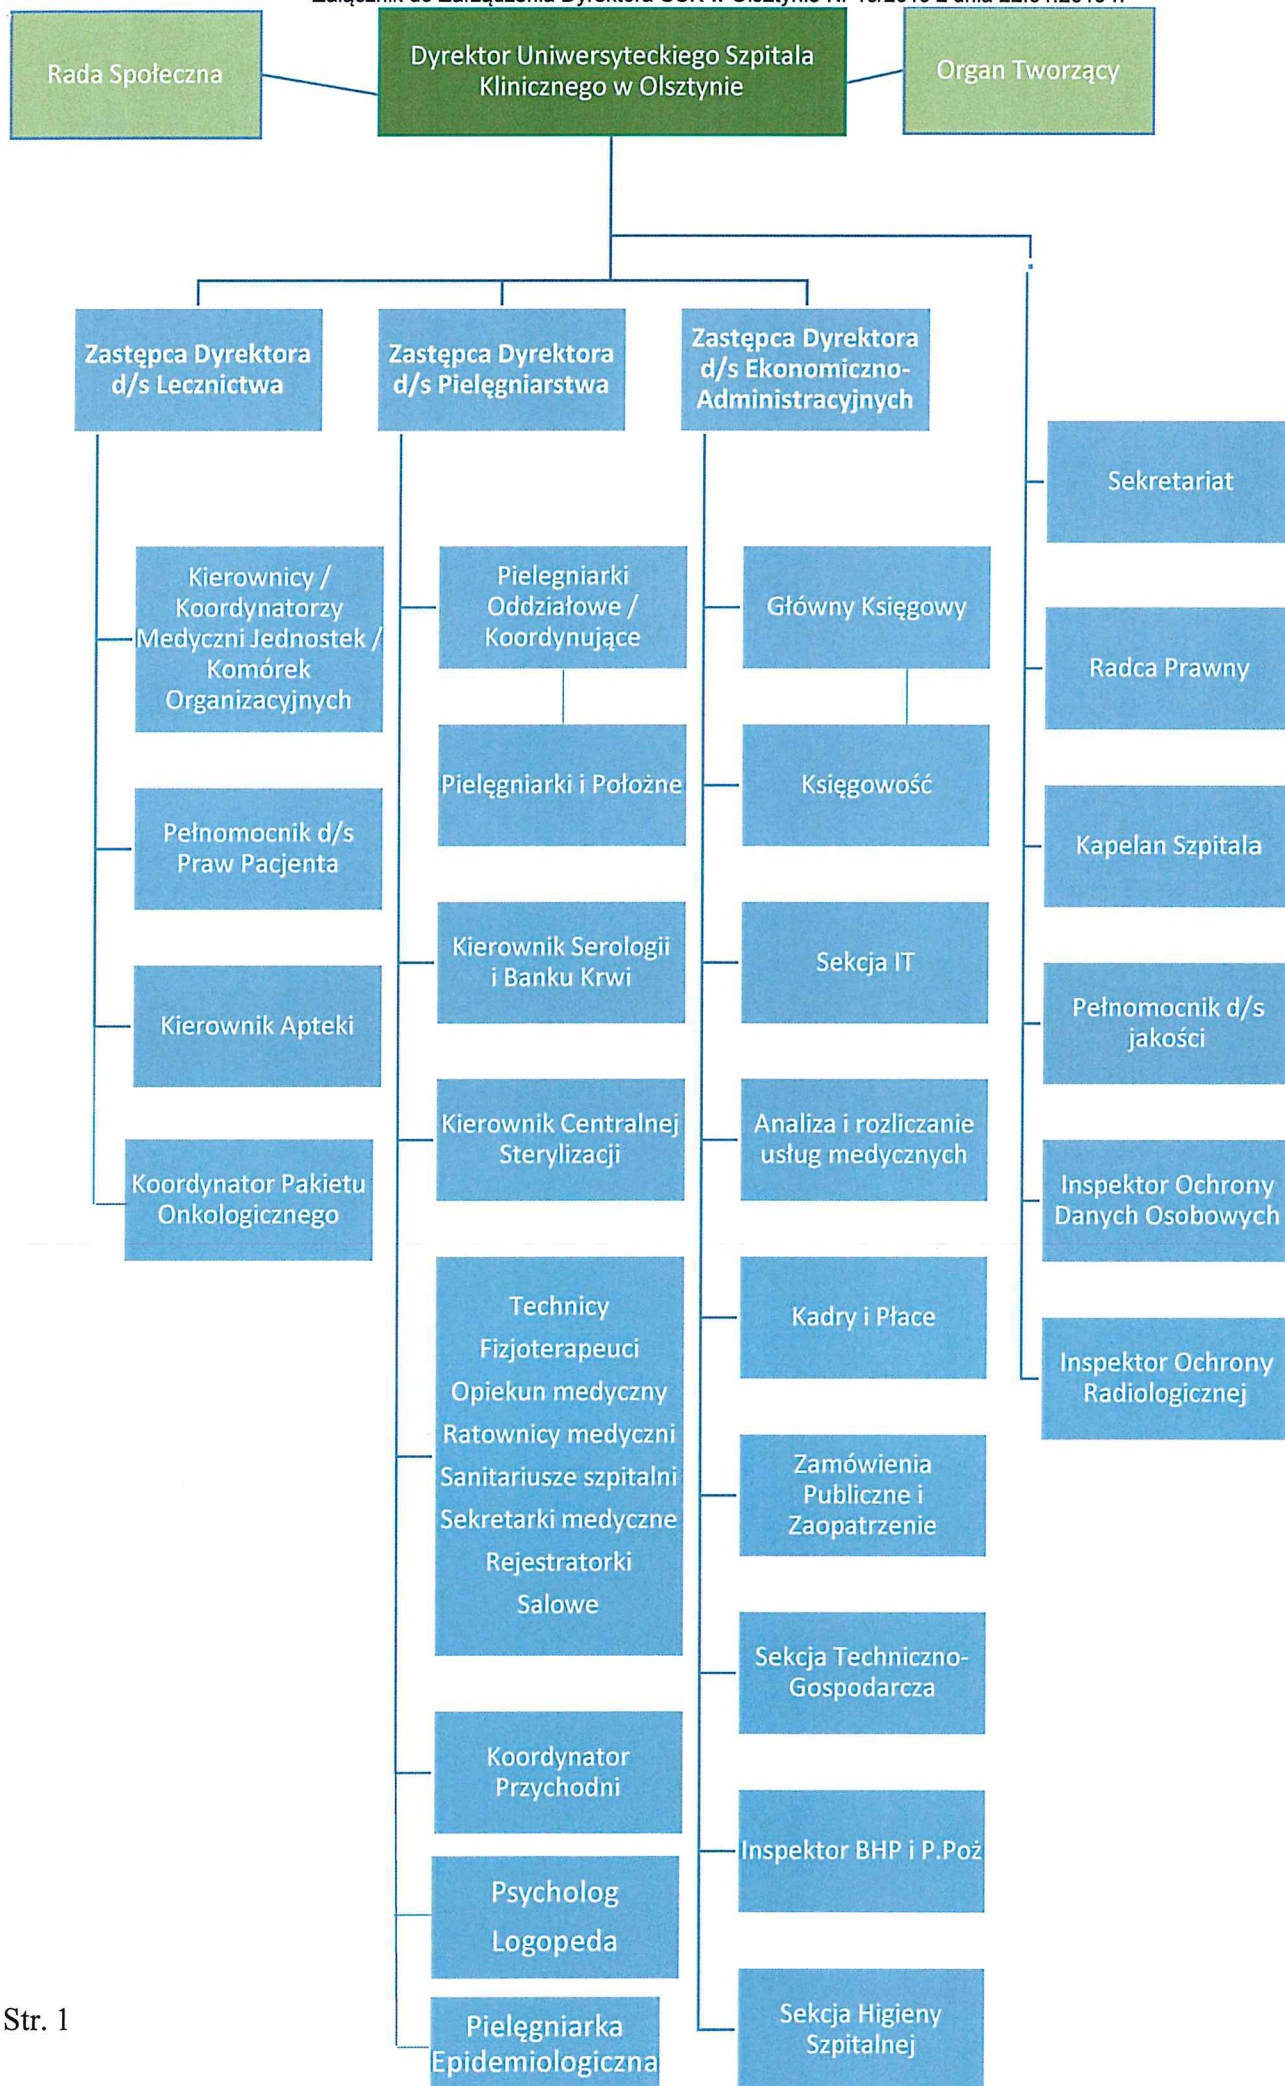 Rada Społeczna
Dyrektor Uniwersyteckiego Szpitala
Klinicznego w Olsztynie
Organ Tworzący
Zastępca Dyrektora
d/s Lecznictwa
Zastępca Dyrektora
d/s Pielęgniarstwa
Zastępca Dyrektora
d/s Ekonomiczno-
Administracyjnych
Kierownicy /
Koordynatorzy
Medyczni Jednostek /
Komórek
Organizacyjnych
Pełnomocnik d/s
Praw Pacjenta
Kierownik Apteki
Koordynator Pakietu
Onkologicznego
Pielegniarki
Oddziałowe /
Koordynujące
Pielęgniarki i Położne
Kierownik Serologii
i Banku Krwi
Kierownik Centralnej
Sterylizacji
Technicy
Fizjoterapeuci
Opiekun medyczny
Ratownicy medyczni
Sanitariusze szpitalni
Sekretarki medyczne
Rejestratorki
Salowe
Koordynator
Przychodni
Psycholog
Logopeda
Pielęgniarka
Epidemiologiczna
Główny Księgowy
Księgowość
Sekcja IT
Analiza i rozliczanie
usług medycznych
Kadry i Płace
Zamówienia
Publiczne i
Zaopatrzenie
Sekcja Techniczno-
Gospodarcza
Inspektor BHP i P.Poż
Sekcja Higieny
Szpitalnej
Sekretariat
Radca Prawny
Kapelan Szpitala
Pełnomocnik d/s
jakości
Inspektor Ochrony
Danych Osobowych
Inspektor Ochrony
Radiologicznej
Str. 1